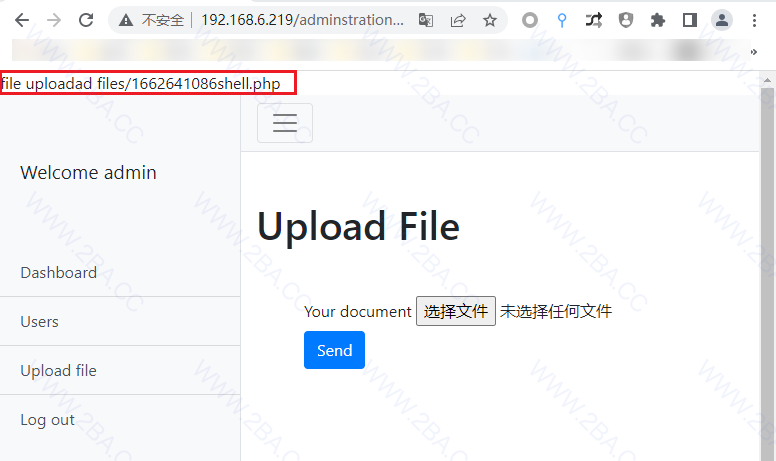 不安全 192.168.6.219/adminstration...
file uploadad files/1662641086shell.php
Welcome admin
Dashboard
Users
Upload file
Log out
Upload File
Your document 选择文件 未选择任何文件
Send
WWW.2BA.CC